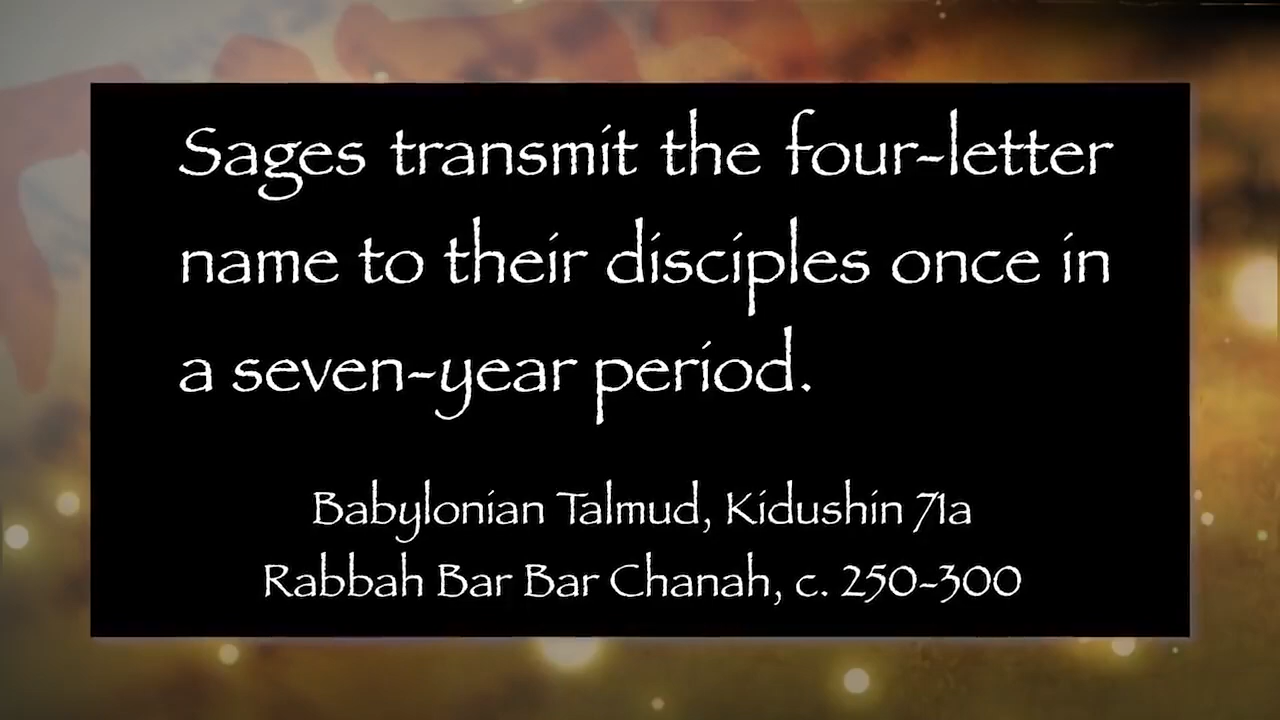 Sages transmit the four-letter
name to their disciples once in
a seven-year period.
Babylonian Talmud, Kidushin 71a
Rabbah Bar Bar Chanah, c. 250-300